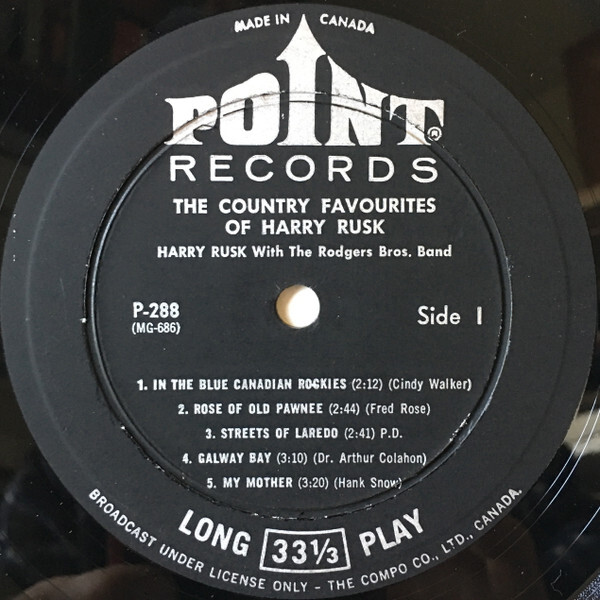 MADE IN CANADA
POINT ®
RECORDS
THE COUNTRY FAVOURITES
OF HARRY RUSK
HARRY RUSK With The Rodgers Bros. Band
P-288
(MG-686)
Side 1
1. IN THE BLUE CANADIAN ROCKIES (2:12) (Cindy Walker)
2. ROSE OF OLD PAWNEE (2:44) (Fred Rose)
3. STREETS OF LAREDO (2:41) P.D.
4. GALWAY BAY (3:10) (Dr. Arthur Colahon)
5. MY MOTHER (3:20) (Hank Snow)
LONG 33⅓ PLAY
BROADCAST UNDER LICENSE ONLY - THE COMPO CO., LTD., CANADA.